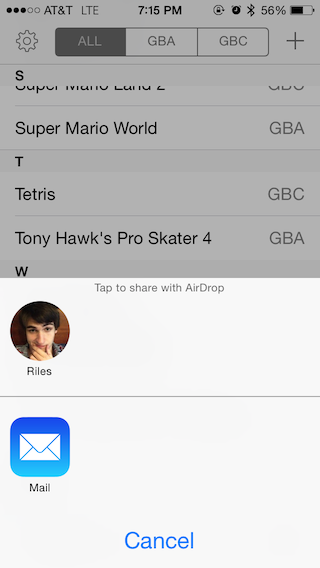 AT&T LTE 7:15 PM 56%
ALL GBA GBC
S
Super Mario Land 2 GBC
Super Mario World GBA
T
Tetris GBC
Tony Hawk's Pro Skater 4 GBA
W
Tap to share with AirDrop
Riles
Mail
Cancel